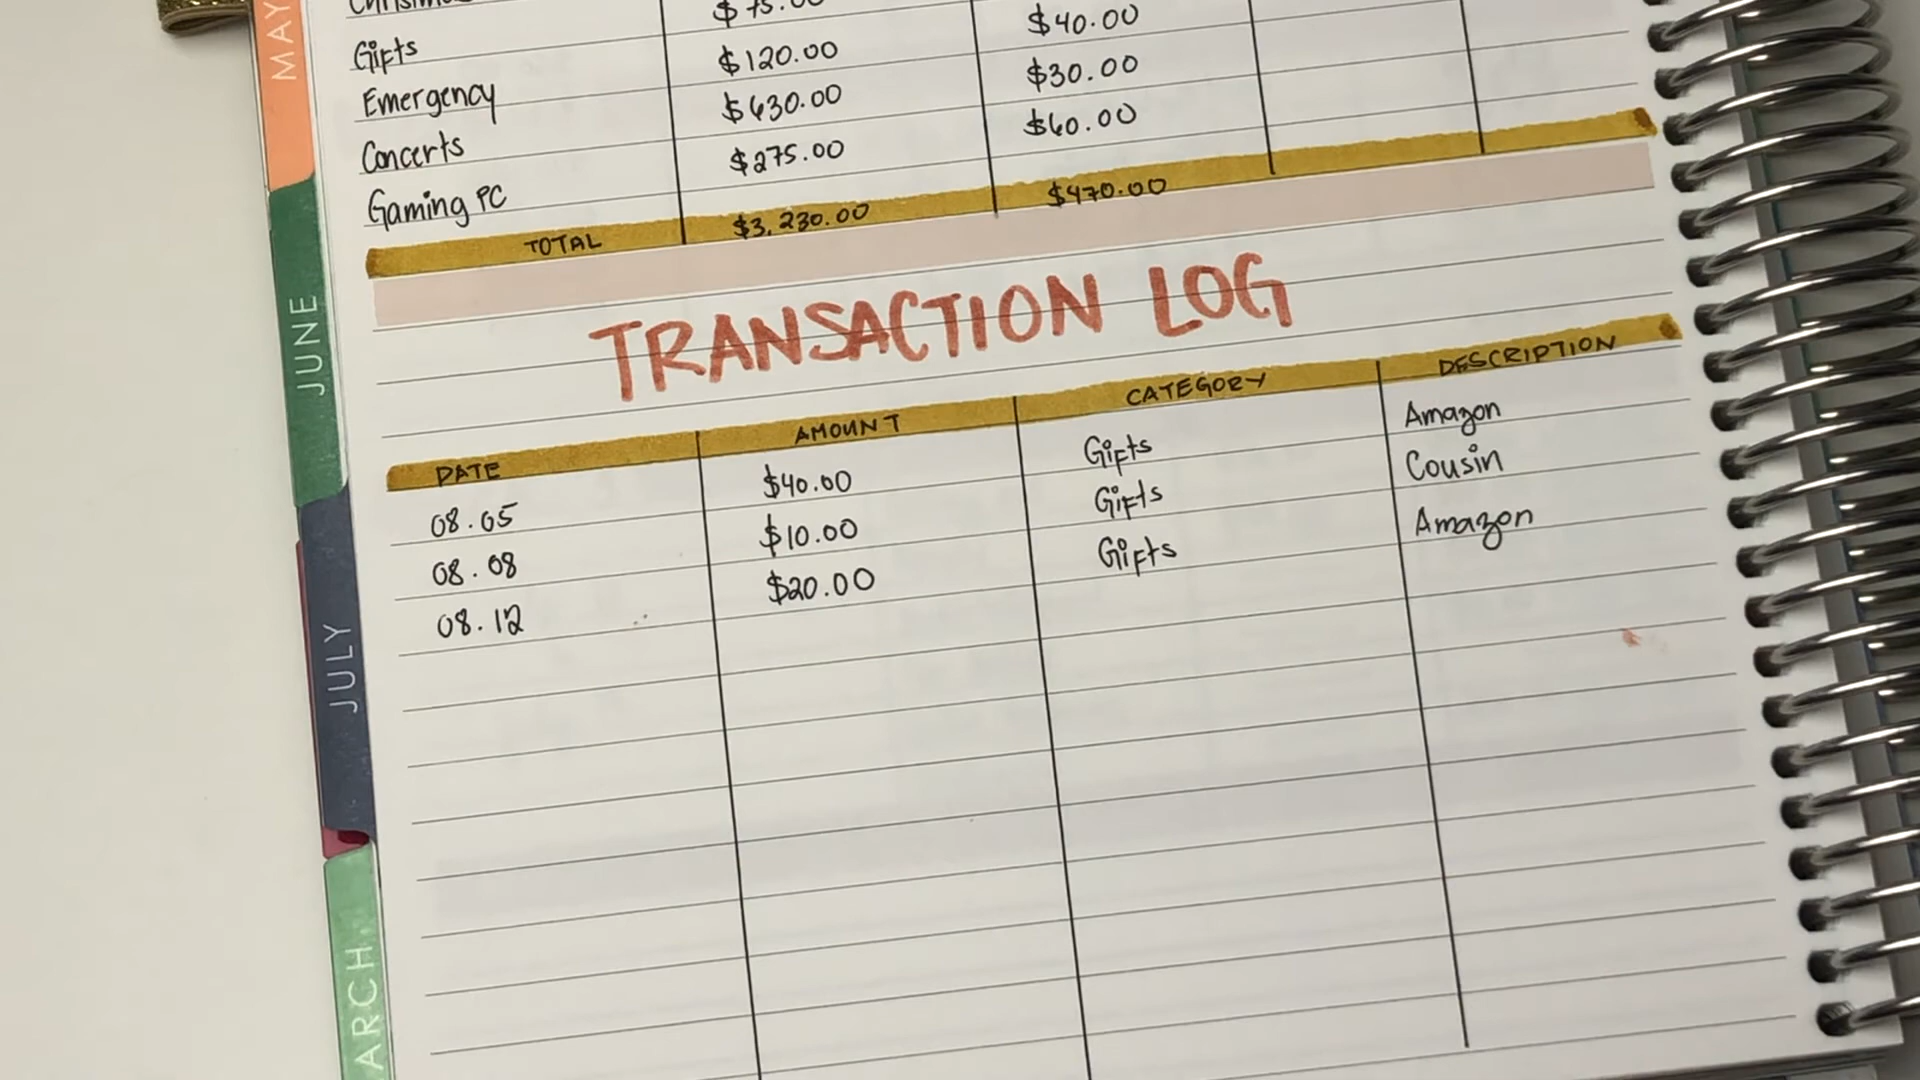 Gifts $75.00
Emergency $120.00 $40.00
Concerts $630.00 $30.00
Gaming PC $275.00 $60.00
TOTAL $3,230.00 $470.00
TRANSACTION LOG
DATE AMOUNT CATEGORY DESCRIPTION
08.05 $40.00 Gifts Amazon
08.08 $10.00 Gifts Cousin
08.12 $20.00 Gifts Amazon
MAY
JUNE
JULY
ARCH